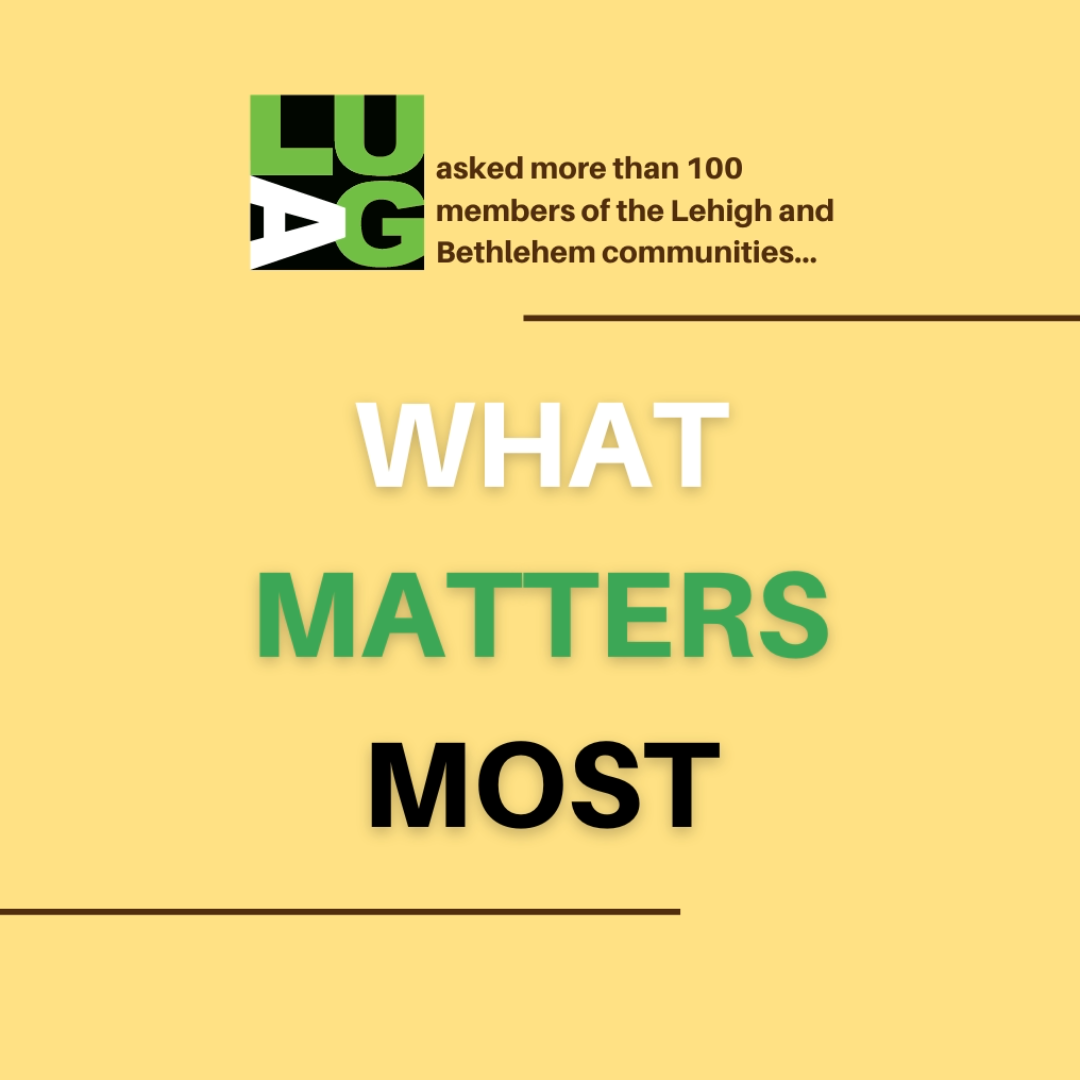 LU
AG
asked more than 100
members of the Lehigh and
Bethlehem communities...
WHAT
MATTERS
MOST